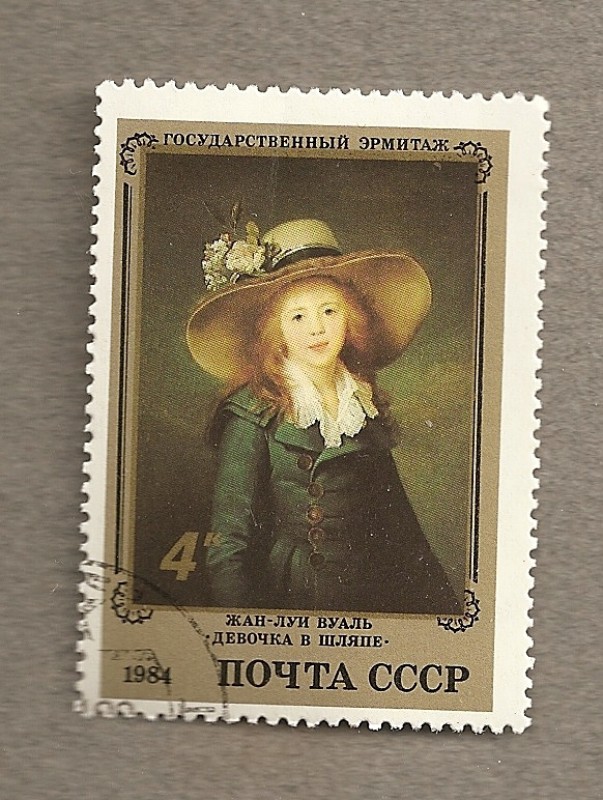 ГОСУДАРСТВЕННЫЙ ЭРМИТАЖ
4к
ЖАН-ЛУИ ВУАЛЬ
·ДЕВОЧКА В ШЛЯПЕ·
1984 ПОЧТА СССР